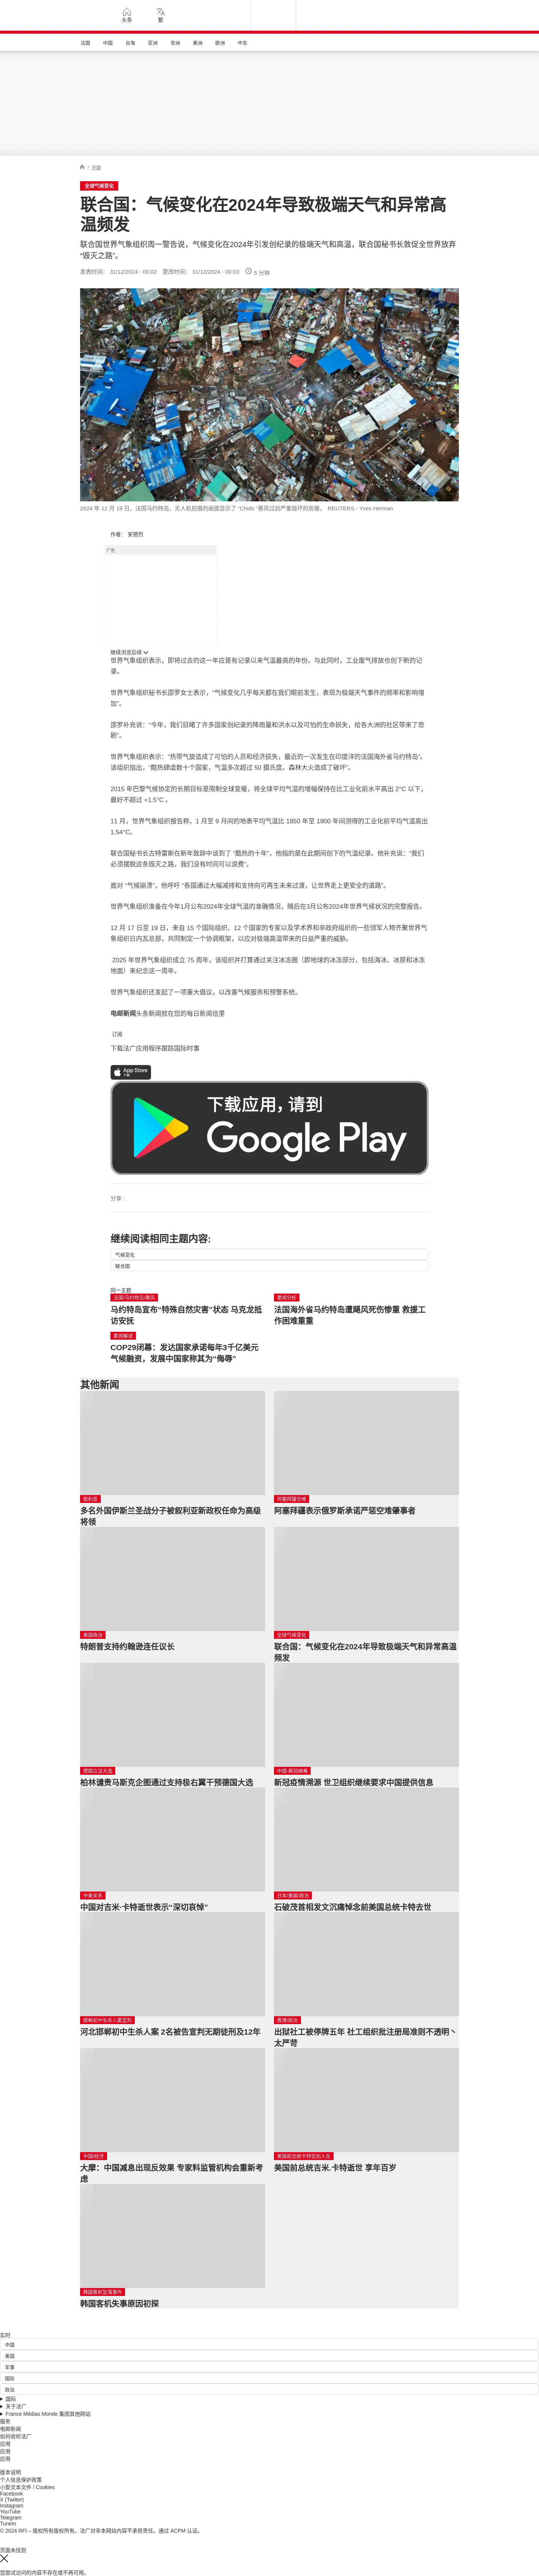 头条
繁
法国
中国
台海
亚洲
非洲
美洲
欧洲
中东
/ 中国
全球气候变化
联合国：气候变化在2024年导致极端天气和异常高
温频发
联合国世界气象组织周一警告说，气候变化在2024年引发创纪录的极端天气和高温，联合国秘书长敦促全世界放弃
“毁灭之路”。
发表时间： 31/12/2024 - 00:02 更改时间： 31/12/2024 - 00:03 5 分钟
2024 年 12 月 19 日，法国马约特岛，无人机拍摄的画面显示了 “Chido ”暴风过后严重毁坏的房屋。 REUTERS - Yves Herman
作者： 安德烈
广告
继续浏览后续
世界气象组织表示，即将过去的这一年应是有记录以来气温最高的年份。与此同时，工业废气排放也创下新的记
录。
世界气象组织秘书长邵罗女士表示，“气候变化几乎每天都在我们眼前发生，表现为极端天气事件的频率和影响增
加”。
邵罗补充说：“今年，我们目睹了许多国家创纪录的降雨量和洪水以及可怕的生命损失，给各大洲的社区带来了悲
剧”。
世界气象组织表示：“热带气旋造成了可怕的人员和经济损失，最近的一次发生在印度洋的法国海外省马约特岛”。
该组织指出，“酷热肆虐数十个国家，气温多次超过 50 摄氏度。森林大火造成了破坏”。
2015 年巴黎气候协定的长期目标是限制全球变暖，将全球平均气温的增幅保持在比工业化前水平高出 2°C 以下，
最好不超过 +1.5°C 。
11 月，世界气象组织报告称，1 月至 9 月间的地表平均气温比 1850 年至 1900 年间测得的工业化前平均气温高出
1.54°C。
联合国秘书长古特雷斯在新年致辞中谈到了 “酷热的十年”，他指的是在此期间创下的气温纪录。他补充说：“我们
必须摆脱这条毁灭之路，我们没有时间可以浪费”。
面对 “气候崩溃”，他呼吁 “各国通过大幅减排和支持向可再生未来过渡，让世界走上更安全的道路”。
世界气象组织准备在今年1月公布2024年全球气温的准确情况，随后在3月公布2024年世界气候状况的完整报告。
12 月 17 日至 19 日，来自 15 个国际组织、12 个国家的专家以及学术界和非政府组织的一些领军人物齐聚世界气
象组织日内瓦总部，共同制定一个协调框架，以应对极端高温带来的日益严重的威胁。
2025 年世界气象组织成立 75 周年，该组织并打算通过关注冰冻圈（即地球的冰冻部分，包括海冰、冰原和冰冻
地面）来纪念这一周年。
世界气象组织还发起了一项重大倡议，以改善气候服务和预警系统。
电邮新闻头条新闻就在您的每日新闻信里
订阅
下载法广应用程序跟踪国际时事
App Store
下载应用，请到
Google Play
分享 :
继续阅读相同主题内容:
气候变化
联合国
同一主题
法国/马约特岛/飓风
马约特岛宣布“特殊自然灾害”状态 马克龙抵
访安抚
要闻分析
法国海外省马约特岛遭飓风死伤惨重 救援工
作困难重重
要闻解说
COP29闭幕：发达国家承诺每年3千亿美元
气候融资，发展中国家称其为”侮辱”
其他新闻
叙利亚
多名外国伊斯兰圣战分子被叙利亚新政权任命为高级
将领
阿塞拜疆空难
阿塞拜疆表示俄罗斯承诺严惩空难肇事者
美国政治
特朗普支持约翰逊连任议长
全球气候变化
联合国：气候变化在2024年导致极端天气和异常高温
频发
德国立法大选
柏林谴责马斯克企图通过支持极右翼干预德国大选
中国-新冠病毒
新冠疫情溯源 世卫组织继续要求中国提供信息
中美关系
中国对吉米·卡特逝世表示“深切哀悼”
日本/美国/政治
石破茂首相发文沉痛悼念前美国总统卡特去世
邯郸初中生杀人案宣判
河北邯郸初中生杀人案 2名被告宣判无期徒刑及12年
香港/政治
出狱社工被停牌五年 社工组织批注册局准则不透明丶
太严苛
中国/经济
大摩：中国减息出现反效果 专家料监管机构会重新考
虑
美国前总统卡特告别人生
美国前总统吉米.卡特逝世 享年百岁
韩国客机坠毁事件
韩国客机失事原因初探
实时
中国
美国
军事
国际
政治
国际
关于法广
France Médias Monde 集团其他网站
服务
电邮新闻
如何收听法广
应用
应用
应用
版本说明
个人信息保护政策
小型文本文件 / Cookies
Facebook
X (Twitter)
Instagram
YouTube
Telegram
TuneIn
© 2024 RFI – 版权所有版权所有。法广对非本网站内容不承担责任。通过 ACPM 认证。
页面未找到
您尝试访问的内容不存在或不再可用。